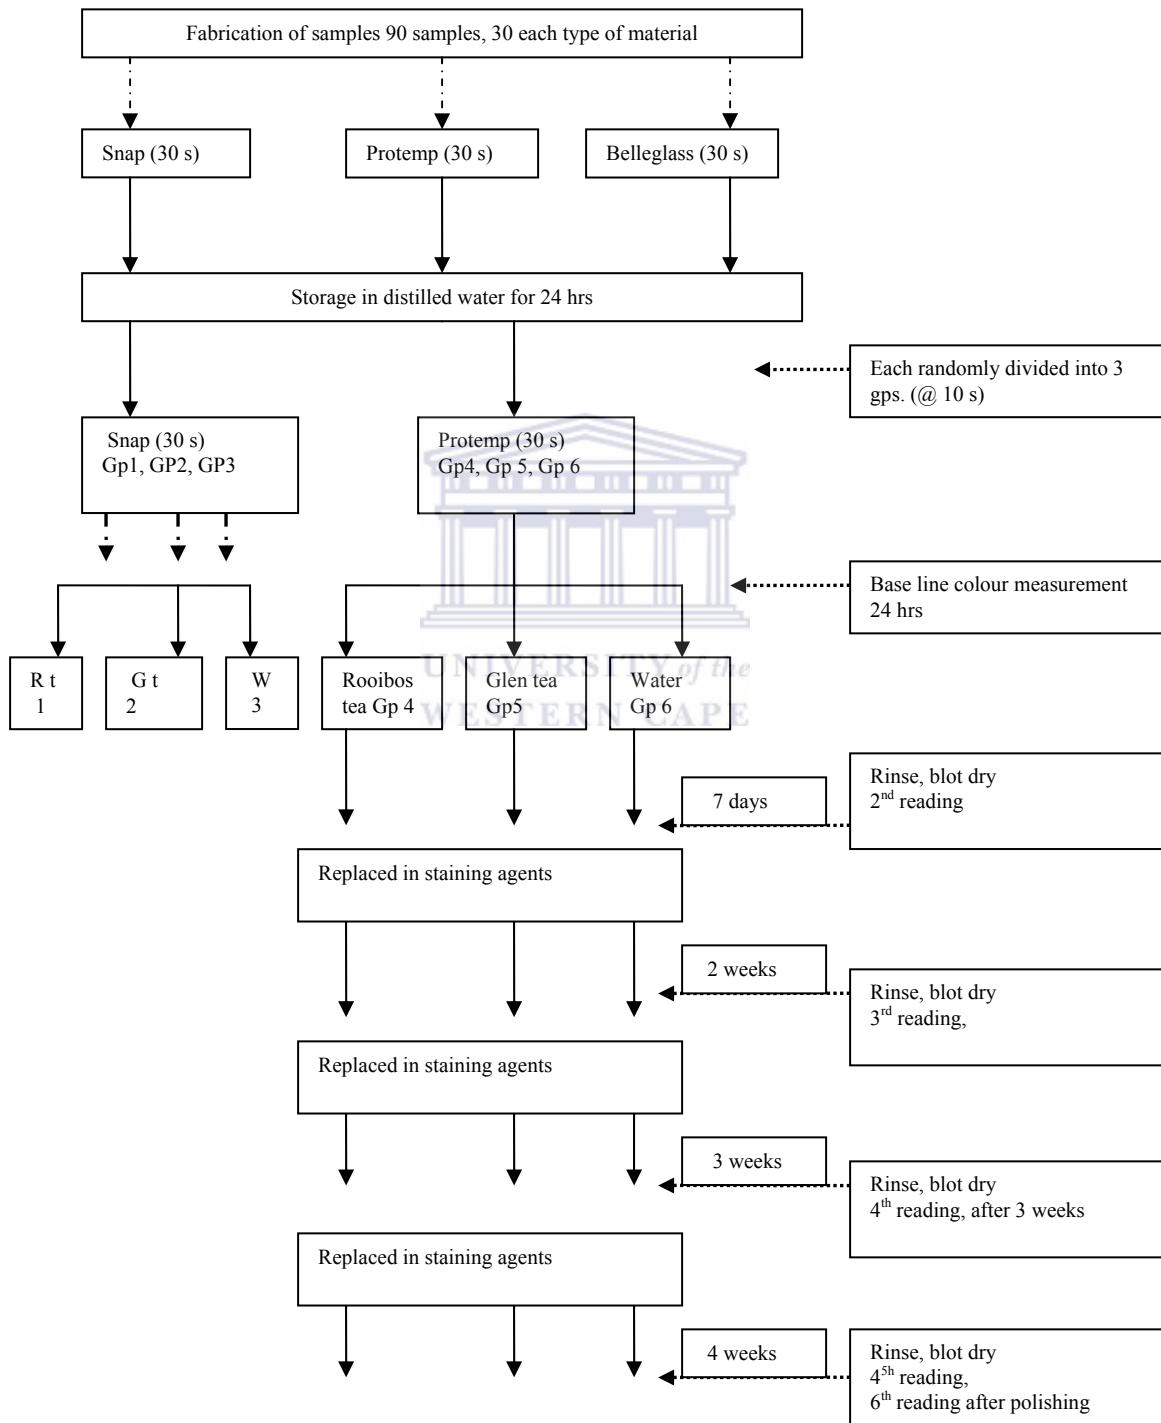 Fabrication of samples 90 samples, 30 each type of material
Snap (30 s)
Protemp (30 s)
Belleglass (30 s)
Storage in distilled water for 24 hrs
Each randomly divided into 3
gps. (@ 10 s)
Snap (30 s)
Gp1, GP2, GP3
Protemp (30 s)
Gp4, Gp 5, Gp 6
Base line colour measurement
24 hrs
R t
1
G t
2
W
3
Rooibos
tea Gp 4
Glen tea
Gp5
Water
Gp 6
UNIVERSITY of the
WESTERN CAPE
7 days
Rinse, blot dry
2nd reading
Replaced in staining agents
2 weeks
Rinse, blot dry
3rd reading,
Replaced in staining agents
3 weeks
Rinse, blot dry
4th reading, after 3 weeks
Replaced in staining agents
4 weeks
Rinse, blot dry
45h reading,
6th reading after polishing